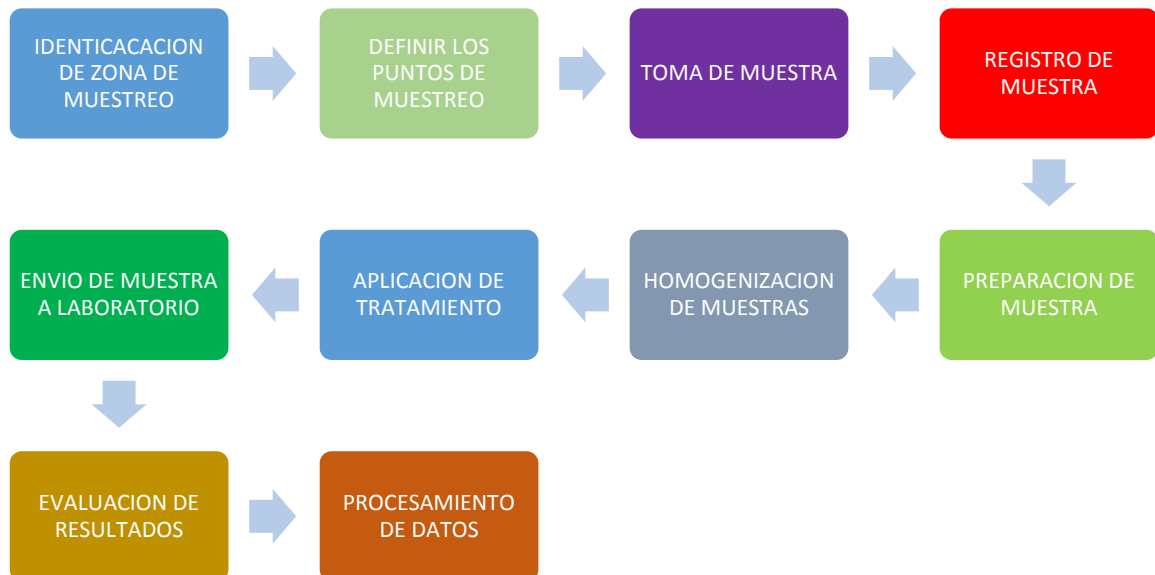 IDENTICACACION
DE ZONA DE
MUESTREO
DEFINIR LOS
PUNTOS DE
MUESTREO
TOMA DE MUESTRA
REGISTRO DE
MUESTRA
PREPARACION DE
MUESTRA
HOMOGENIZACION
DE MUESTRAS
APLICACION DE
TRATAMIENTO
ENVIO DE MUESTRA
A LABORATORIO
EVALUACION DE
RESULTADOS
PROCESAMIENTO
DE DATOS